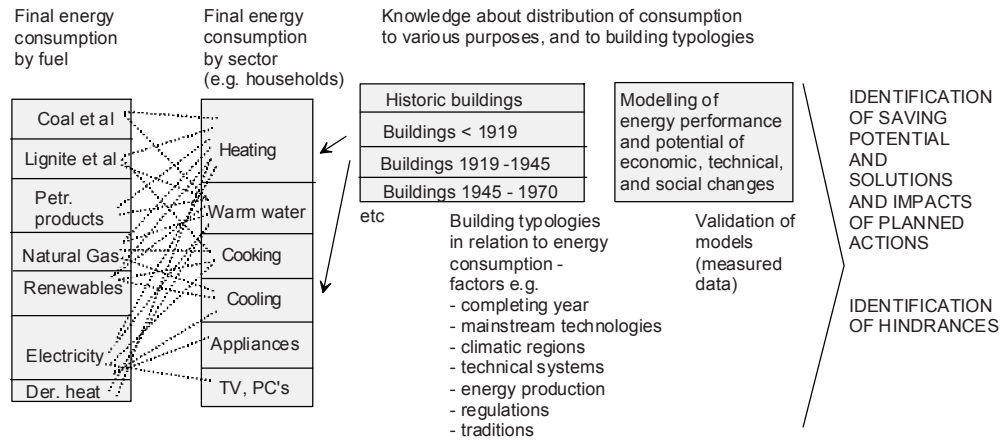 Final energy
consumption
by fuel
Coal et al
Lignite et al
Petr.
products
Natural Gas
Renewables
Electricity
Der. heat
Final energy
consumption
by sector
(e.g. households)
Heating
Warm water
Cooking
Cooling
Appliances
TV, PC's
Knowledge about distribution of consumption
to various purposes, and to building typologies
Historic buildings
Buildings < 1919
Buildings 1919 -1945
Buildings 1945 - 1970
etc
Building typologies
in relation to energy
consumption -
factors e.g.
- completing year
- mainstream technologies
- climatic regions
- technical systems
- energy production
- regulations
- traditions
Modelling of
energy performance
and potential of
economic, technical,
and social changes
Validation of
models
(measured
data)
IDENTIFICATION
OF SAVING
POTENTIAL
AND
SOLUTIONS
AND IMPACTS
OF PLANNED
ACTIONS
IDENTIFICATION
OF HINDRANCES